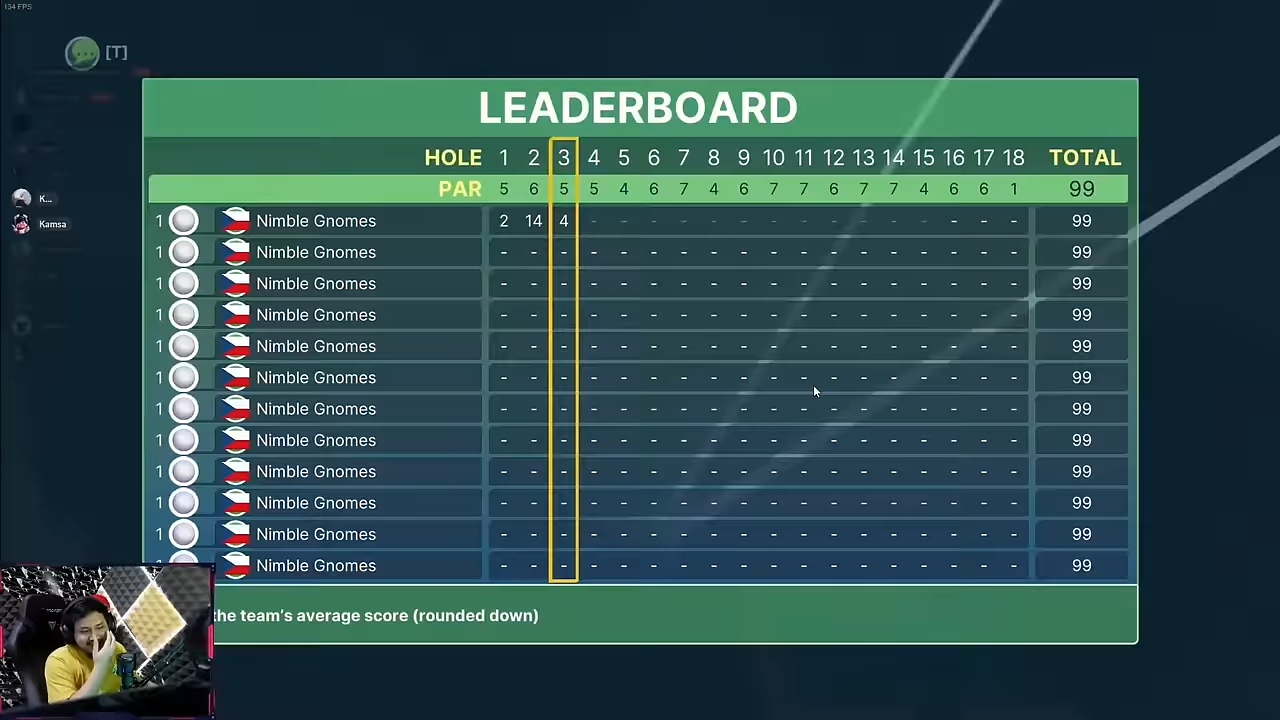 134 FPS
[T]
LEADERBOARD
HOLE 1 2 3 4 5 6 7 8 9 10 11 12 13 14 15 16 17 18 TOTAL
PAR 5 6 5 5 4 6 7 4 6 7 7 6 7 7 4 6 6 1 99
1 Nimble Gnomes 2 14 4 - - - - - - - - - - - - - - - 99
1 Nimble Gnomes - - - - - - - - - - - - - - - - - - 99
1 Nimble Gnomes - - - - - - - - - - - - - - - - - - 99
1 Nimble Gnomes - - - - - - - - - - - - - - - - - - 99
1 Nimble Gnomes - - - - - - - - - - - - - - - - - - 99
1 Nimble Gnomes - - - - - - - - - - - - - - - - - - 99
1 Nimble Gnomes - - - - - - - - - - - - - - - - - - 99
1 Nimble Gnomes - - - - - - - - - - - - - - - - - - 99
1 Nimble Gnomes - - - - - - - - - - - - - - - - - - 99
1 Nimble Gnomes - - - - - - - - - - - - - - - - - - 99
1 Nimble Gnomes - - - - - - - - - - - - - - - - - - 99
Nimble Gnomes - - - - - - - - - - - - - - - - - - 99
K...
Kamsa
the team's average score (rounded down)